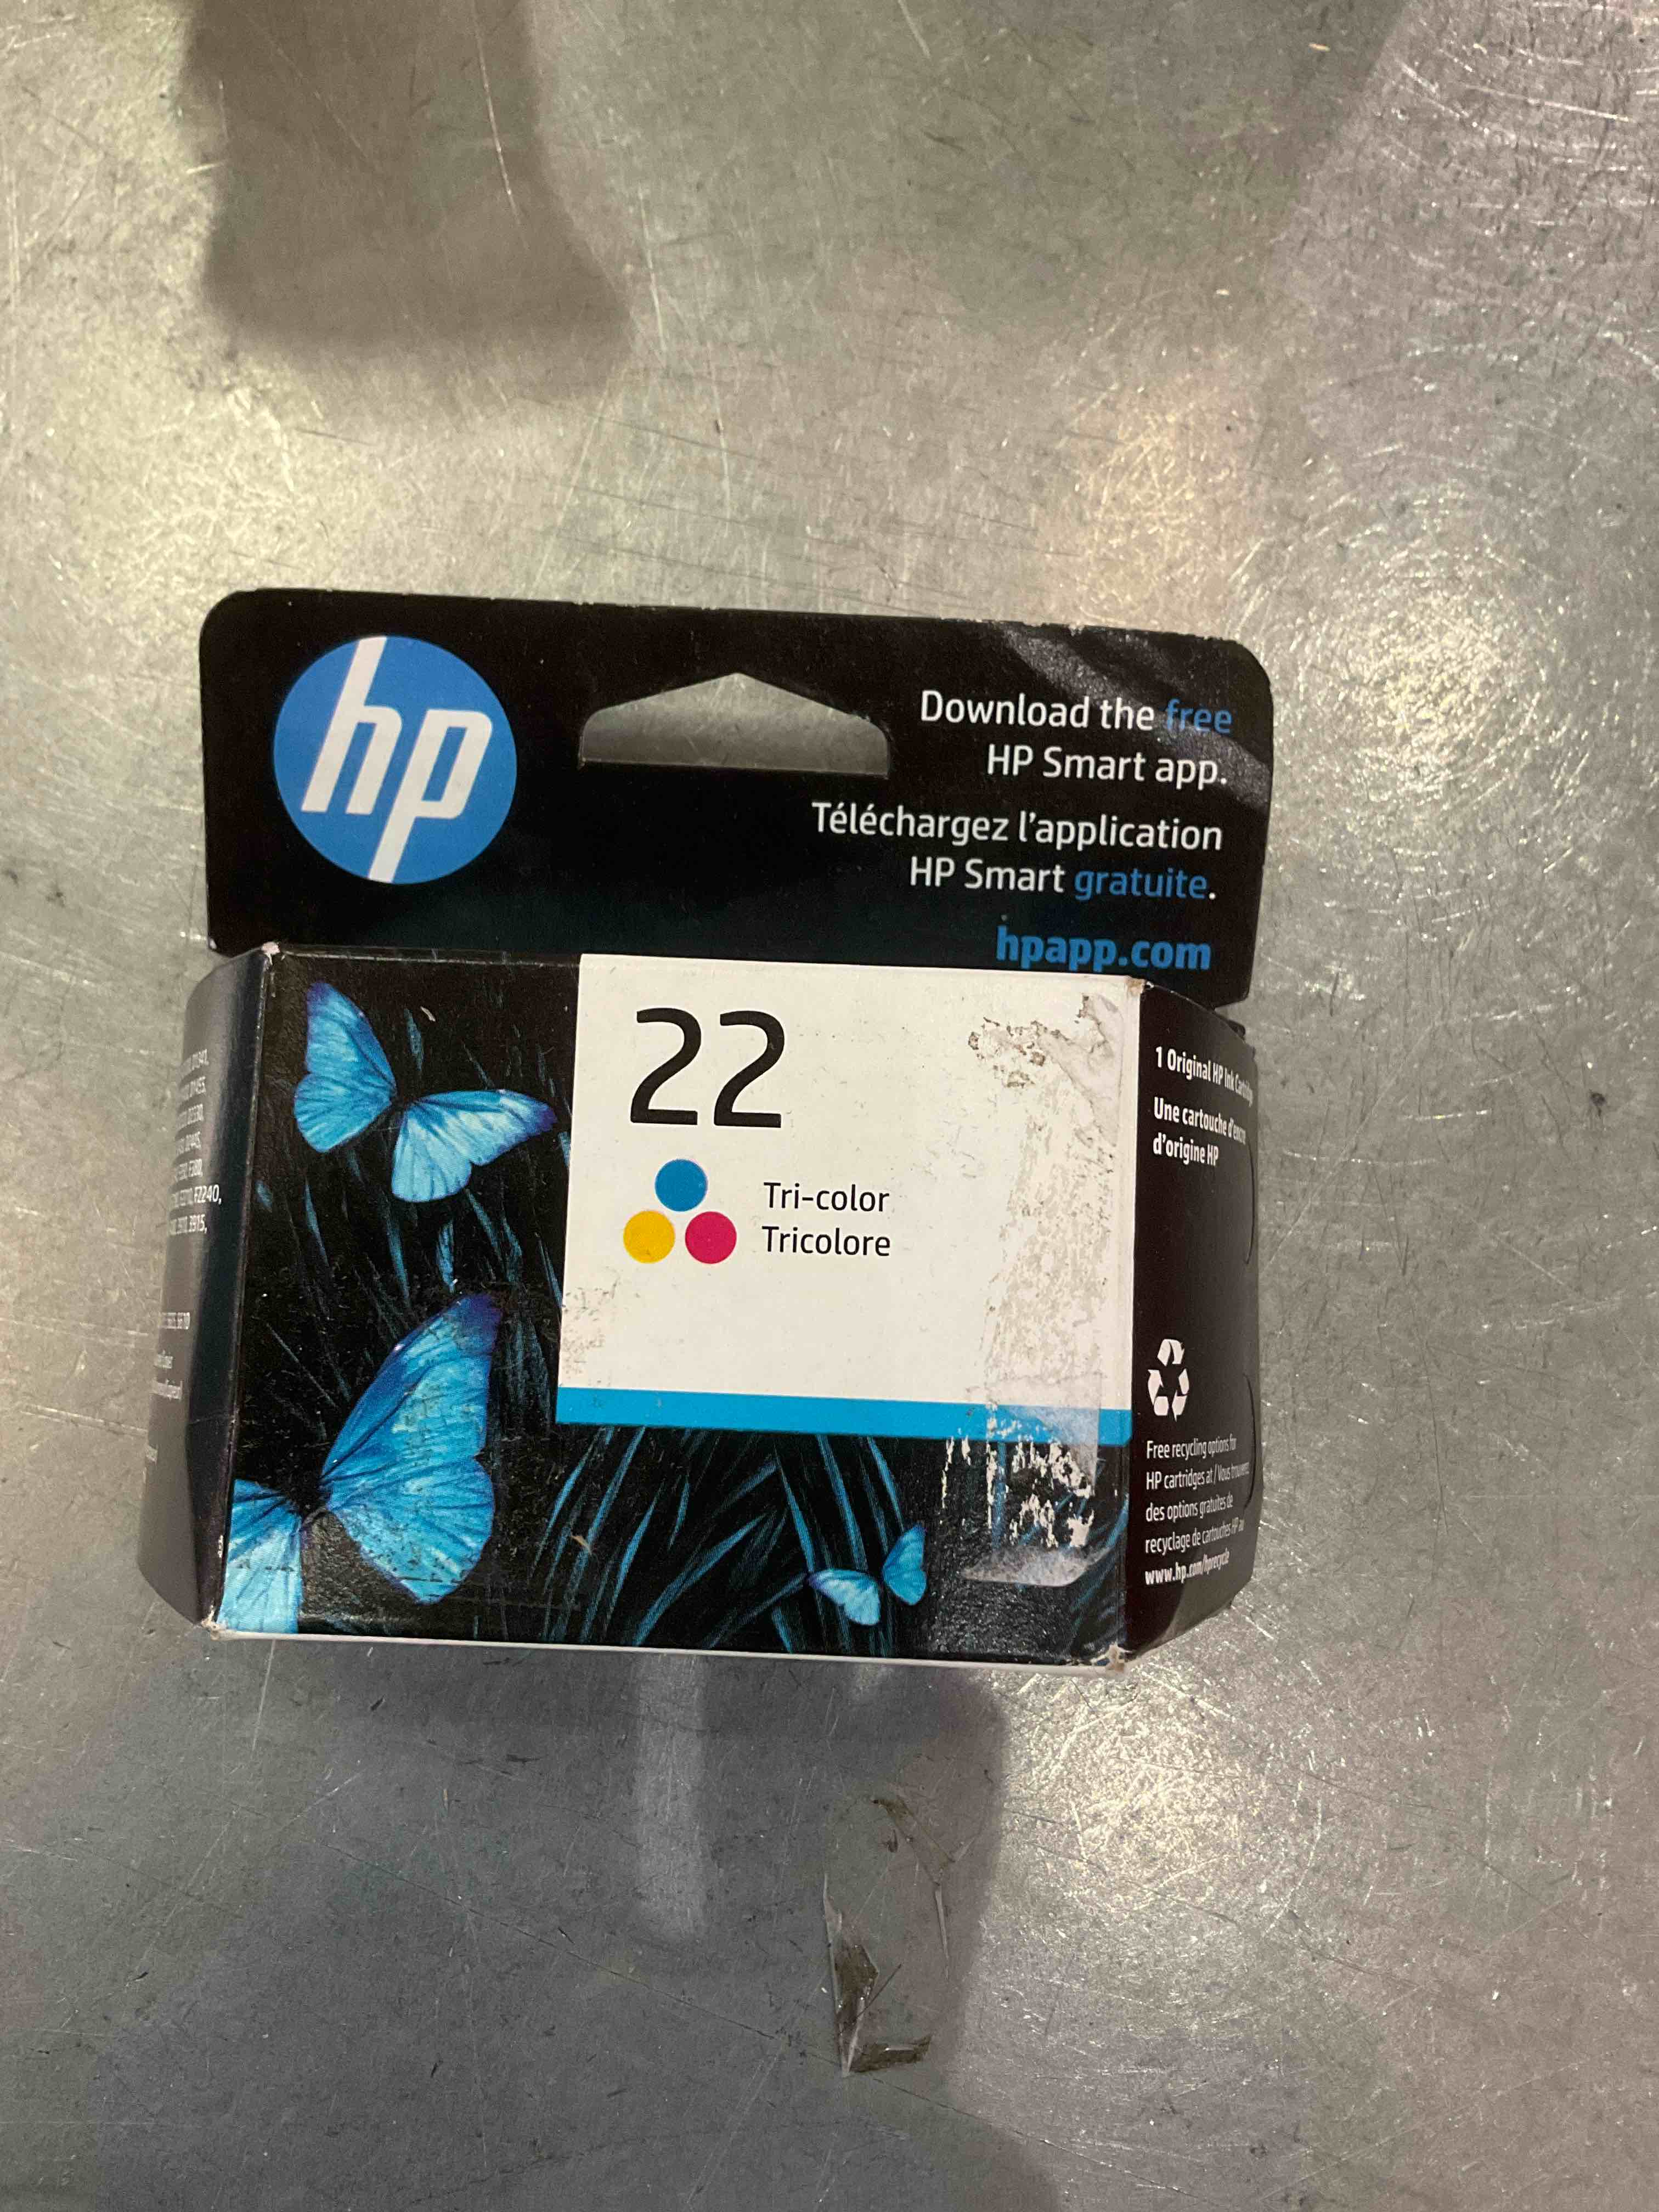 hp
Download the free
HP Smart app.
Téléchargez l'application
HP Smart gratuite.
hpapp.com
22
Tri-color
Tricolore
1 Original HP Ink Cartridge
Une cartouche d'encre
d'origine HP
Free recycling options for
HP cartridges at / Vous trouverez
des options gratuites de
recyclage de cartouches HP au
www.hp.com/hprecycle
F2240,
3915,